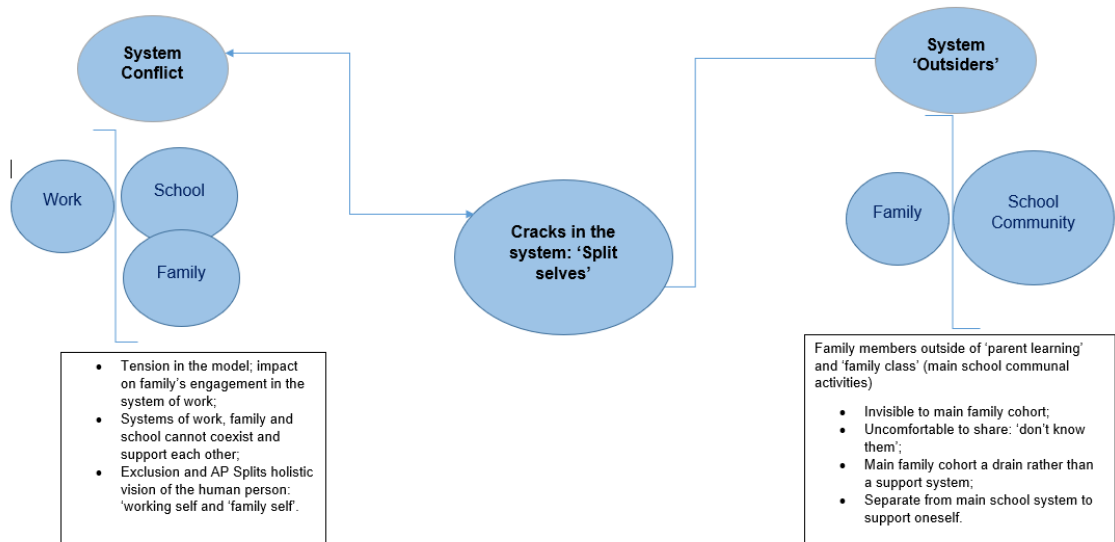 System
Conflict
Work
School
Family
• Tension in the model; impact
on family’s engagement in the
system of work;
• Systems of work, family and
school cannot coexist and
support each other;
• Exclusion and AP Splits holistic
vision of the human person:
‘working self and ‘family self’.
Cracks in the
system: ‘Split
selves’
System
‘Outsiders’
Family
School
Community
Family members outside of ‘parent learning’
and ‘family class’ (main school communal
activities)
• Invisible to main family cohort;
• Uncomfortable to share: ‘don’t know
them’;
• Main family cohort a drain rather than
a support system;
• Separate from main school system to
support oneself.